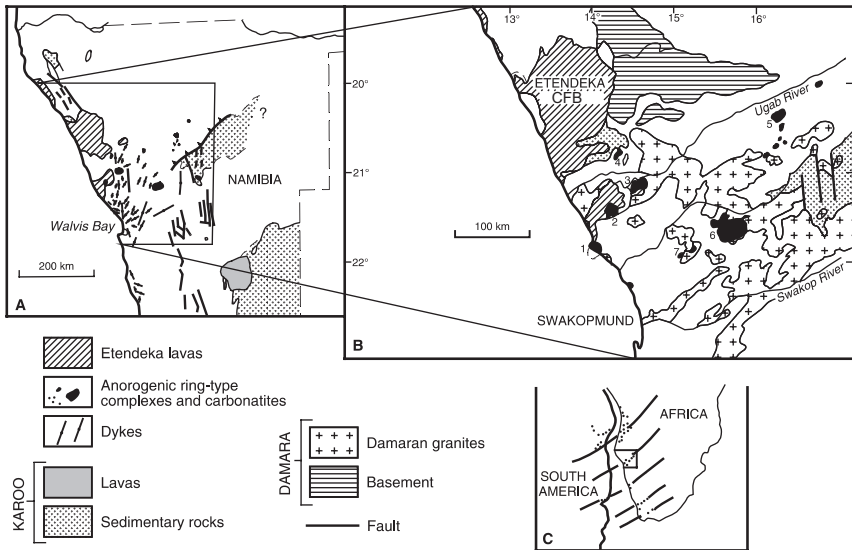 ?
NAMIBIA
Walvis Bay
200 km
A
13°
14°
15°
16°
20°
21°
22°
ETENDEKA
CFB
Ugab River
5
4
3
2
1
6
7
100 km
Swakop River
SWAKOPMUND
B
Etendeka lavas
Anorogenic ring-type
complexes and carbonatites
Dykes
KAROO
Lavas
Sedimentary rocks
DAMARA
Damaran granites
Basement
Fault
AFRICA
SOUTH
AMERICA
C